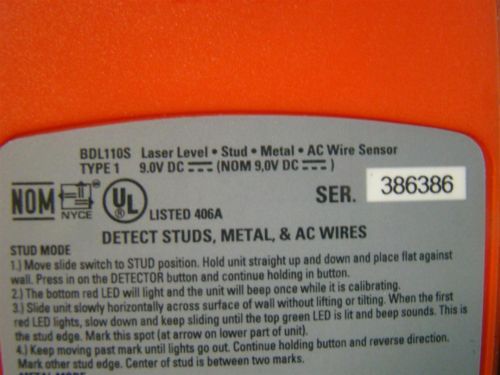 BDL110S Laser Level • Stud • Metal • AC Wire Sensor
TYPE 1 9.0V DC (NOM 9,0V DC )
NOM NYCE UL LISTED 406A SER. 386386
DETECT STUDS, METAL, & AC WIRES
STUD MODE
1.) Move slide switch to STUD position. Hold unit straight up and down and place flat against
wall. Press in on the DETECTOR button and continue holding in button.
2.) The bottom red LED will light and the unit will beep once while it is calibrating.
3.) Slide unit slowly horizontally across surface of wall without lifting or tilting. When the first
red LED lights, slow down and keep sliding until the top green LED is lit and beep sounds. This is
the stud edge. Mark this spot (at arrow on lower part of unit).
4.) Keep moving past mark until lights go out. Continue holding button and reverse direction.
Mark other stud edge. Center of stud is between two marks.
METAL MODE